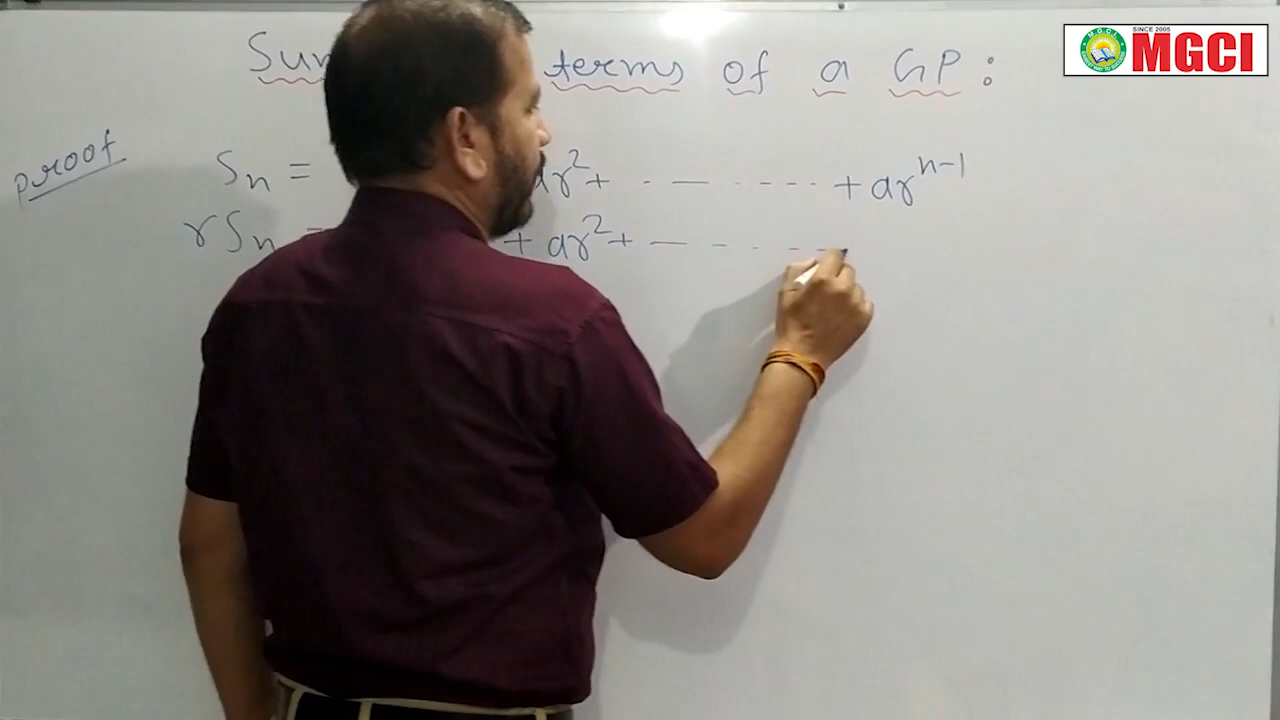 Sum terms of a GP :
SINCE 2005
MGCI
M.G.C.I.
proof
Sₙ = ar² + - — - - - - + arⁿ⁻¹
rSₙ = + ar² + — - - - -